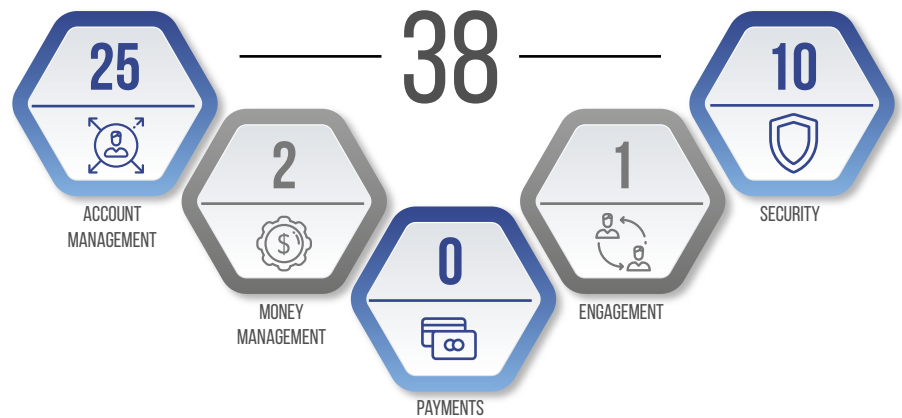 38
25
ACCOUNT
MANAGEMENT
2
$
MONEY
MANAGEMENT
0
PAYMENTS
1
ENGAGEMENT
10
SECURITY